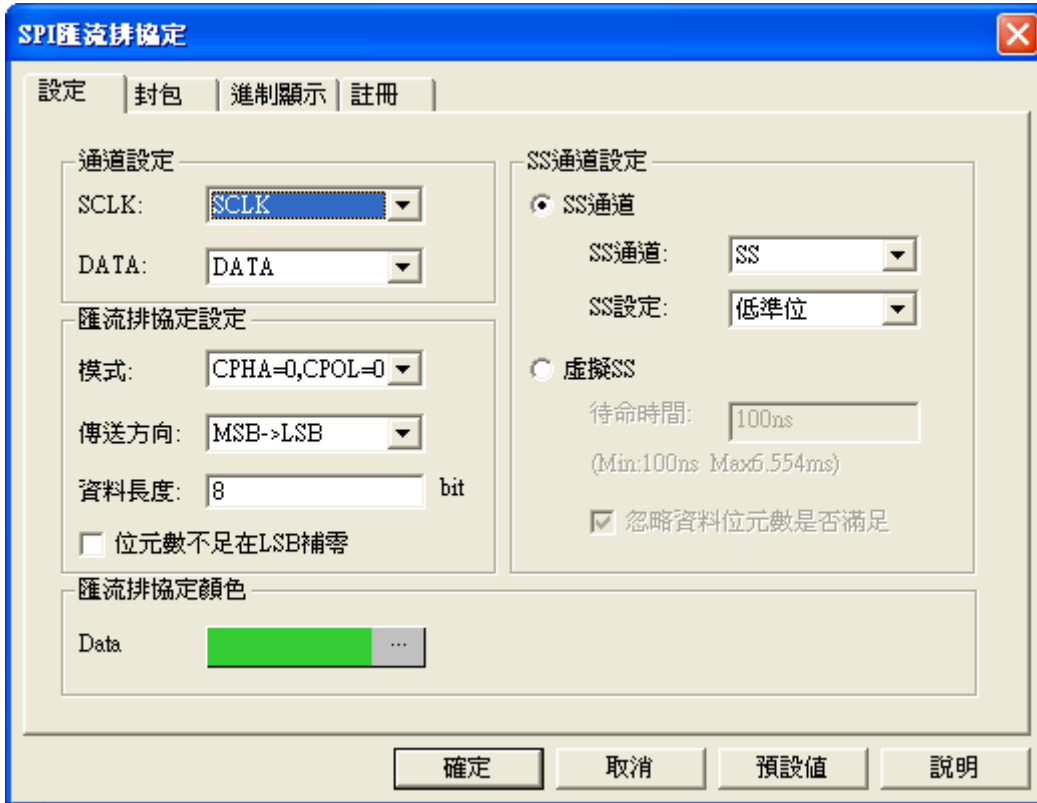 SPI匯流排協定
設定 封包 進制顯示 註冊
通道設定
SCLK: SCLK
DATA: DATA
匯流排協定設定
模式: CPHA=0,CPOL=0
傳送方向: MSB->LSB
資料長度: 8 bit
位元數不足在LSB補零
SS通道設定
SS通道
SS通道: SS
SS設定: 低準位
虛擬SS
待命時間: 100ns
(Min:100ns Max6.554ms)
忽略資料位元數是否滿足
匯流排協定顏色
Data ...
確定 取消 預設值 說明